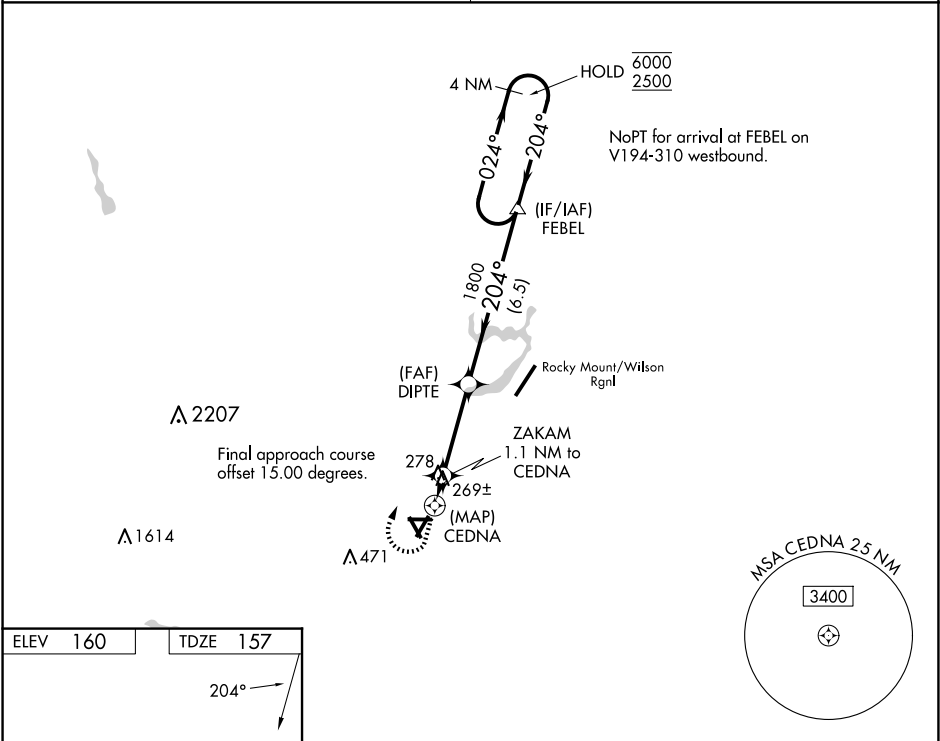 HOLD
6000
2500
4 NM
024°
204°
NoPT for arrival at FEBEL on
V194-310 westbound.
(IF/IAF)
FEBEL
1800
204°
(6.5)
(FAF)
DIPTE
Rocky Mount/Wilson
Rgnl
2207
Final approach course
offset 15.00 degrees.
ZAKAM
1.1 NM to
CEDNA
278
269±
(MAP)
CEDNA
1614
471
MSA CEDNA 25 NM
3400
ELEV 160
TDZE 157
204°